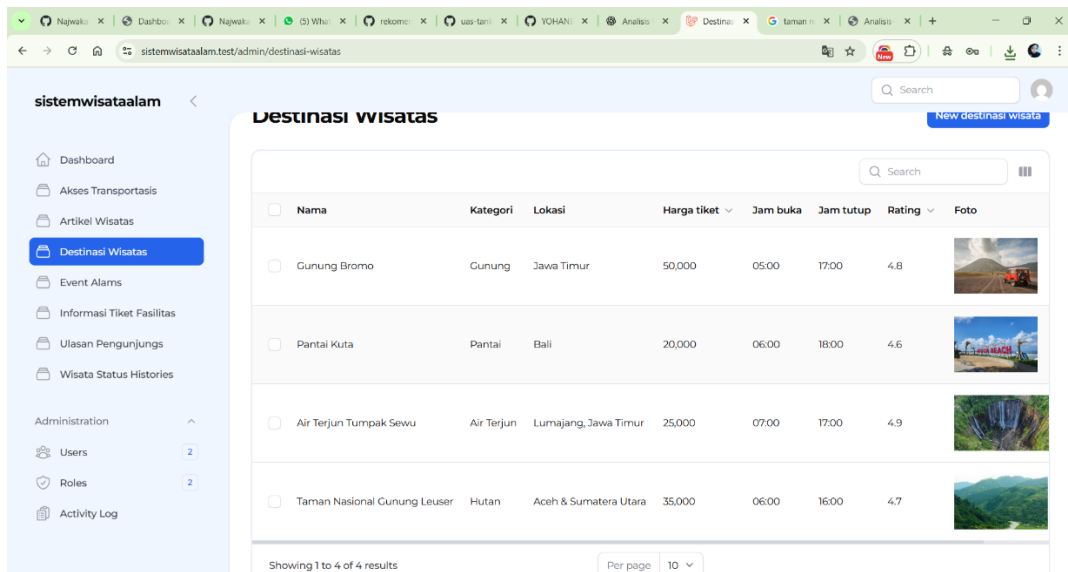 Najwaka
Dashboa
Najwaka
(5) What
rekomer
uas-tank
YOHANE
Analisis
Destinas
taman n
Analisis
sistemwisataalam.test/admin/destinasi-wisatas
New
sistemwisataalam
Search
Destinasi Wisatas
New destinasi wisata
Dashboard
Akses Transportasis
Artikel Wisatas
Destinasi Wisatas
Event Alams
Informasi Tiket Fasilitas
Ulasan Pengunjungs
Wisata Status Histories
Administration
Users 2
Roles 2
Activity Log
Search
Nama Kategori Lokasi Harga tiket Jam buka Jam tutup Rating Foto
Gunung Bromo Gunung Jawa Timur 50,000 05:00 17:00 4.8
Pantai Kuta Pantai Bali 20,000 06:00 18:00 4.6
BEACH
Air Terjun Tumpak Sewu Air Terjun Lumajang, Jawa Timur 25,000 07:00 17:00 4.9
Taman Nasional Gunung Leuser Hutan Aceh & Sumatera Utara 35,000 06:00 16:00 4.7
Showing 1 to 4 of 4 results
Per page 10